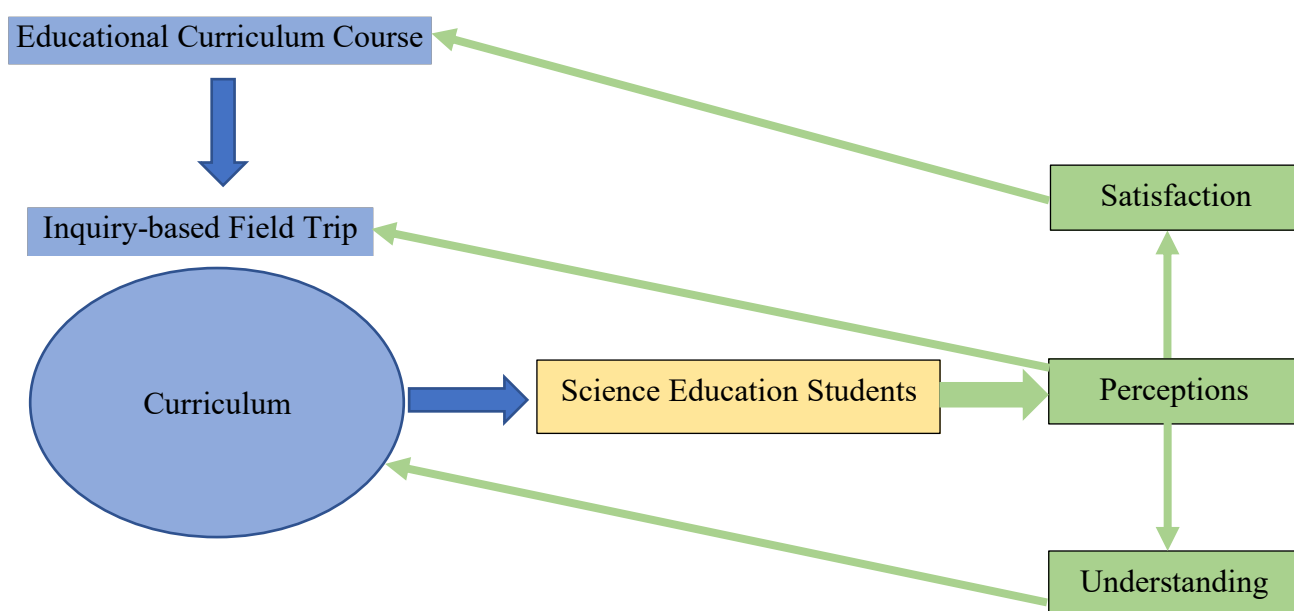 Educational Curriculum Course
Satisfaction
Inquiry-based Field Trip
Curriculum
Science Education Students
Perceptions
Understanding